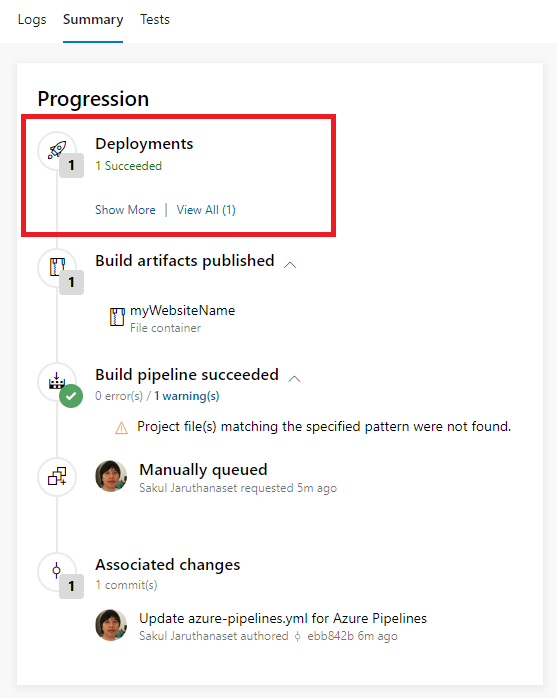 Logs Summary Tests
Progression
Deployments
1
1 Succeeded
Show More | View All (1)
Build artifacts published
1
myWebsiteName
File container
Build pipeline succeeded
0 error(s) / 1 warning(s)
Project file(s) matching the specified pattern were not found.
Manually queued
Sakul Jaruthanaset requested 5m ago
Associated changes
1
1 commit(s)
Update azure-pipelines.yml for Azure Pipelines
Sakul Jaruthanaset authored ebb842b 6m ago